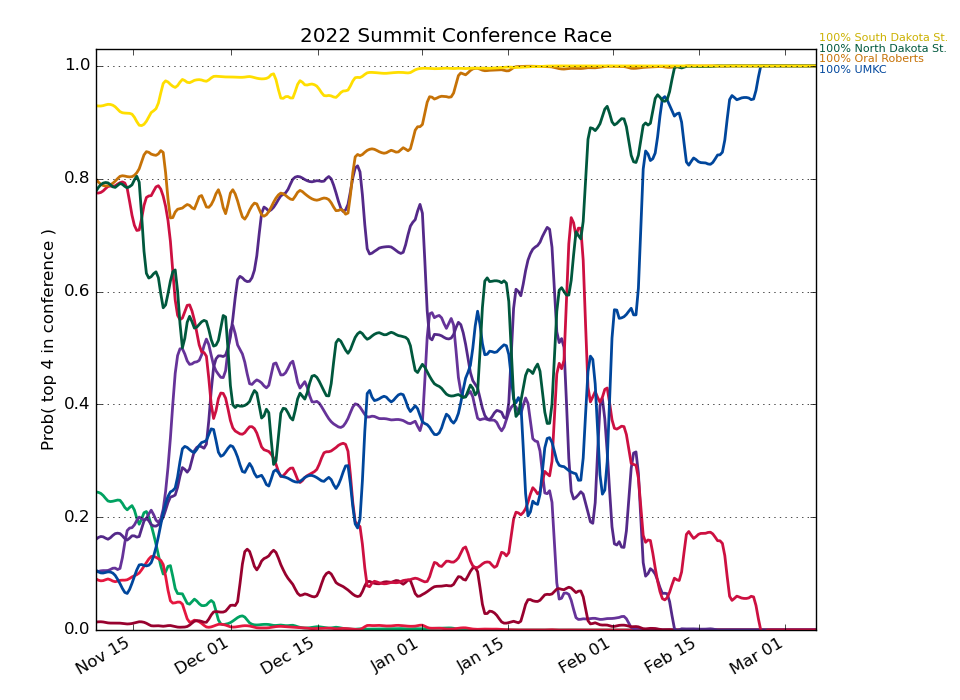 2022 Summit Conference Race
100% South Dakota St.
100% North Dakota St.
100% Oral Roberts
100% UMKC
Prob( top 4 in conference )
1.0
0.8
0.6
0.4
0.2
0.0
Nov 15
Dec 01
Dec 15
Jan 01
Jan 15
Feb 01
Feb 15
Mar 01